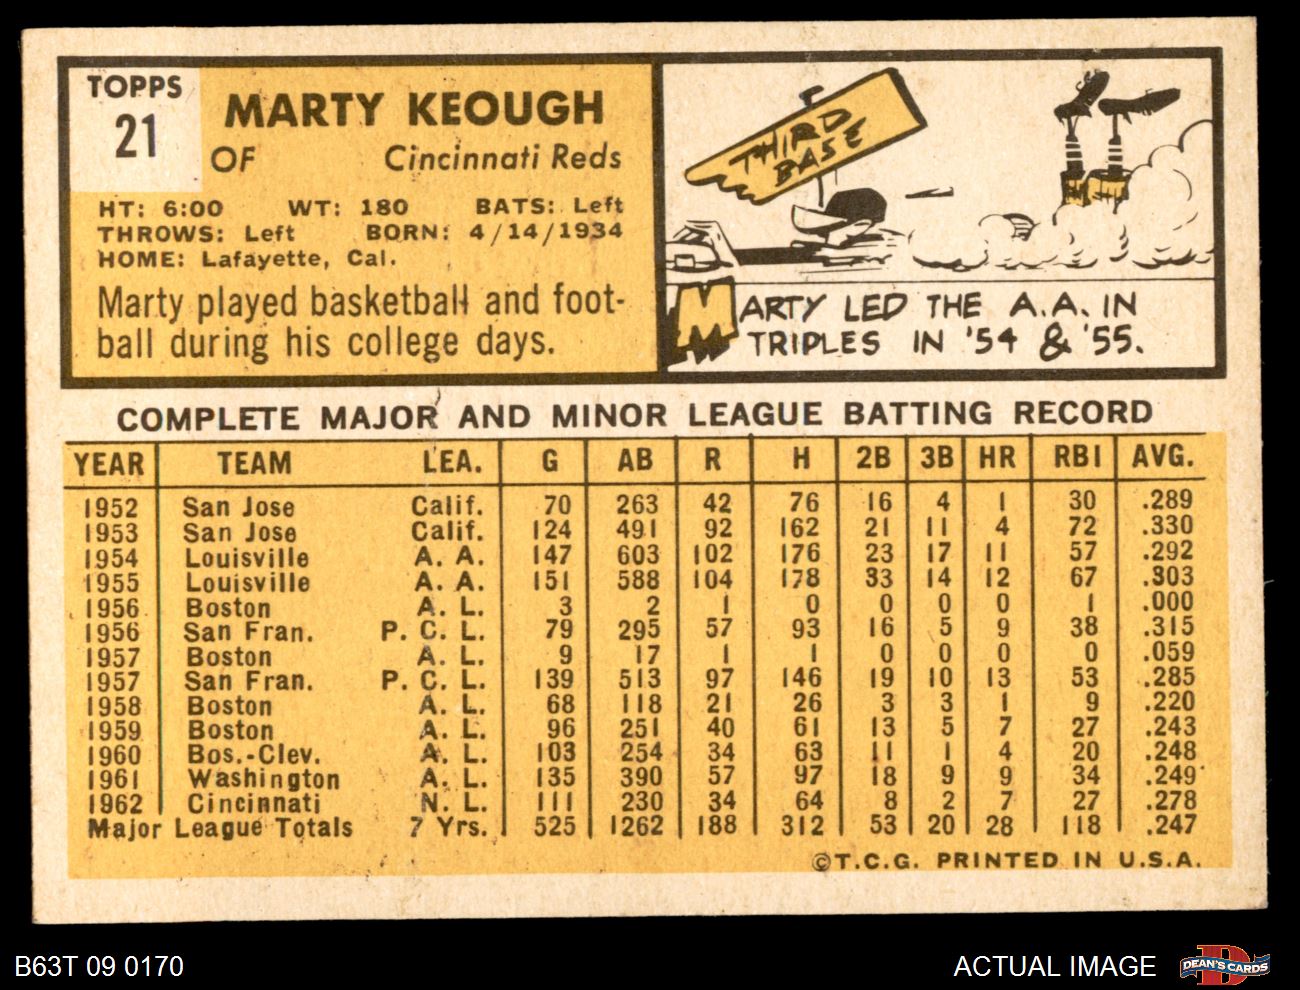 TOPPS
21
MARTY KEOUGH
OF Cincinnati Reds
HT: 6:00 WT: 180 BATS: Left
THROWS: Left BORN: 4/14/1934
HOME: Lafayette, Cal.
Marty played basketball and foot-
ball during his college days.
THIRD
BASE
MARTY LED THE A.A. IN
TRIPLES IN '54 & '55.
COMPLETE MAJOR AND MINOR LEAGUE BATTING RECORD
YEAR TEAM LEA. G AB R H 2B 3B HR RBI AVG.
1952 San Jose Calif. 70 263 42 76 16 4 1 30 .289
1953 San Jose Calif. 124 491 92 162 21 11 4 72 .330
1954 Louisville A. A. 147 603 102 176 23 17 11 57 .292
1955 Louisville A. A. 151 588 104 178 33 14 12 67 .303
1956 Boston A. L. 3 2 1 0 0 0 0 1 .000
1956 San Fran. P. C. L. 79 295 57 93 16 5 9 38 .315
1957 Boston A. L. 9 17 1 1 0 0 0 0 .059
1957 San Fran. P. C. L. 139 513 97 146 19 10 13 53 .285
1958 Boston A. L. 68 118 21 26 3 3 1 9 .220
1959 Boston A. L. 96 251 40 61 13 5 7 27 .243
1960 Bos.-Clev. A. L. 103 254 34 63 11 1 4 20 .248
1961 Washington A. L. 135 390 57 97 18 9 9 34 .249
1962 Cincinnati N. L. 111 230 34 64 8 2 7 27 .278
Major League Totals 7 Yrs. 525 1262 188 312 53 20 28 118 .247
©T.C.G. PRINTED IN U.S.A.
B63T 09 0170
ACTUAL IMAGE
D
DEAN'S CARDS